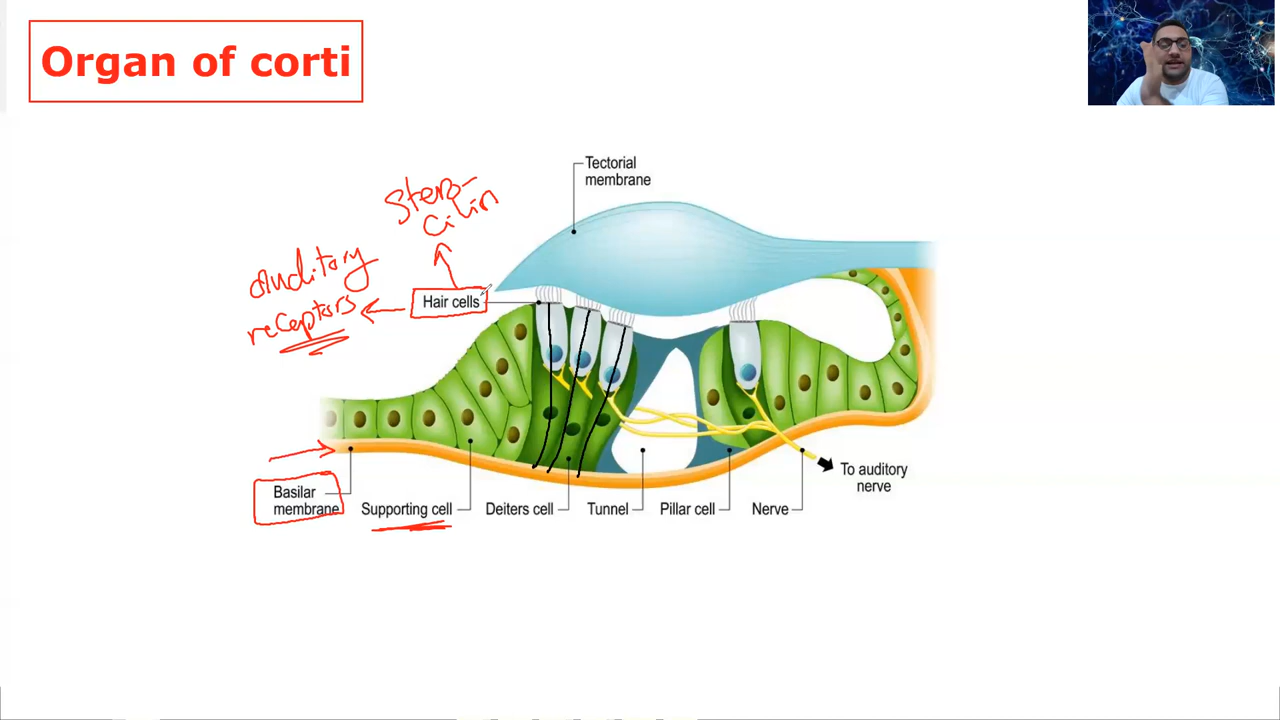 Organ of corti
Tectorial
membrane
Stereo-
cilia
auditory
receptors
Hair cells
Basilar
membrane
Supporting cell
Deiters cell
Tunnel
Pillar cell
Nerve
To auditory
nerve